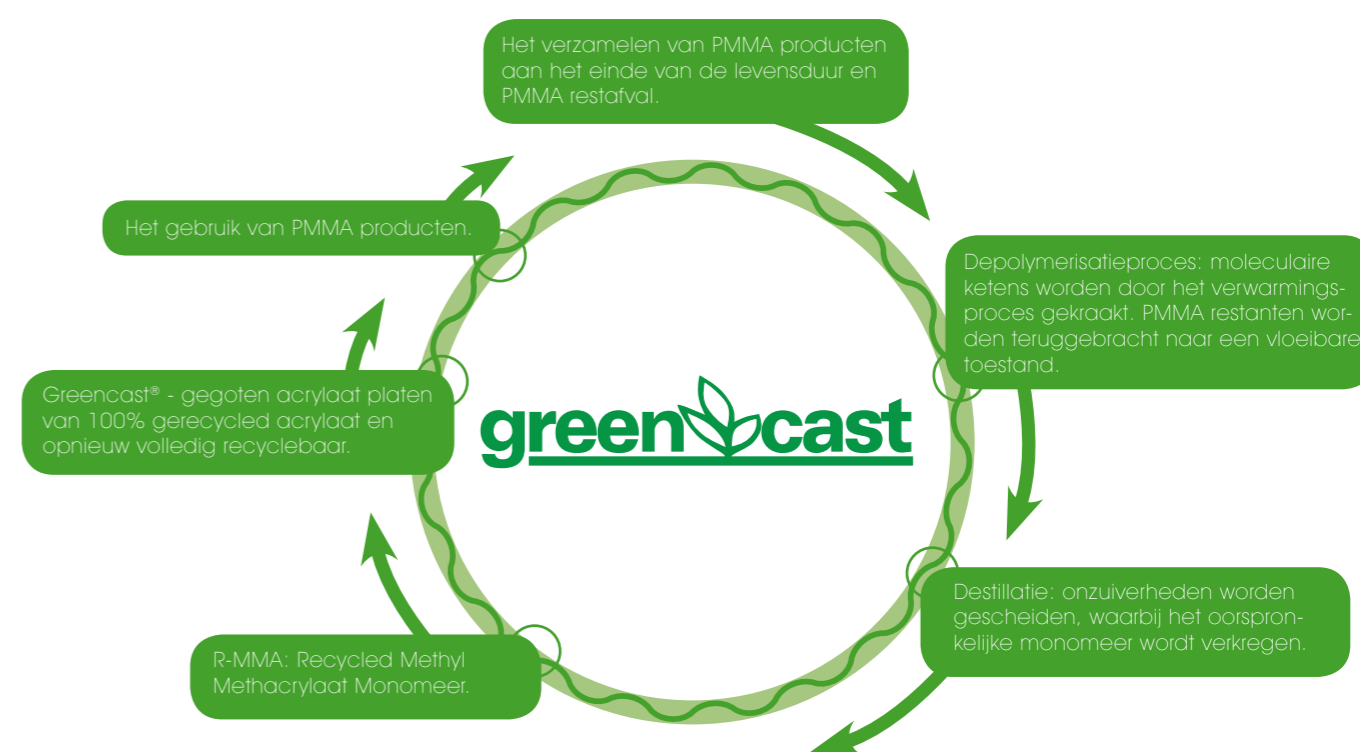 Het verzamelen van PMMA producten
aan het einde van de levensduur en
PMMA restafval.
Depolymerisatieproces: moleculaire
ketens worden door het verwarmings-
proces gekraakt. PMMA restanten wor-
den teruggebracht naar een vloeibare
toestand.
Destillatie: onzuiverheden worden
gescheiden, waarbij het oorspron-
kelijke monomeer wordt verkregen.
R-MMA: Recycled Methyl
Methacrylaat Monomeer.
Greencast® - gegoten acrylaat platen
van 100% gerecycled acrylaat en
opnieuw volledig recyclebaar.
Het gebruik van PMMA producten.
green cast